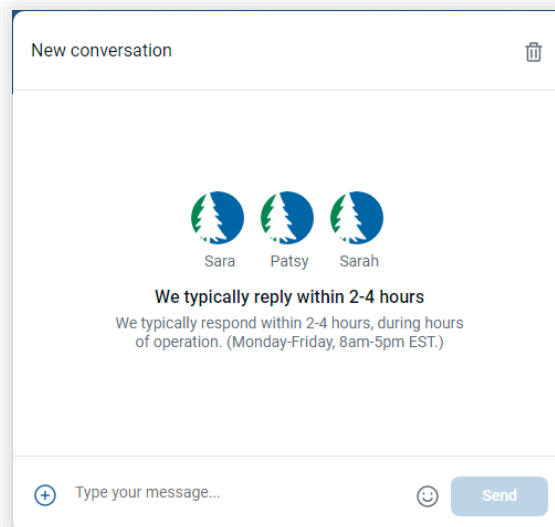 New conversation
Sara Patsy Sarah
We typically reply within 2-4 hours
We typically respond within 2-4 hours, during hours
of operation. (Monday-Friday, 8am-5pm EST.)
Type your message... Send